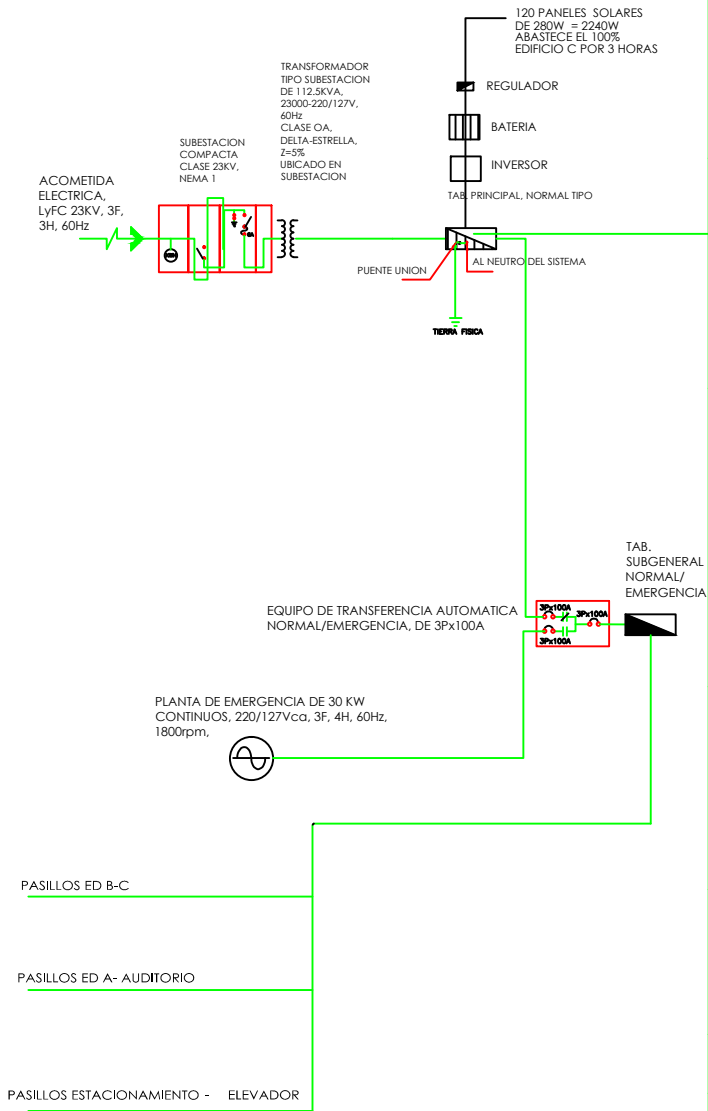 120 PANELES SOLARES
DE 280W = 2240W
ABASTECE EL 100%
EDIFICIO C POR 3 HORAS
REGULADOR
BATERIA
INVERSOR
TAB. PRINCIPAL, NORMAL TIPO
TRANSFORMADOR
TIPO SUBESTACION
DE 112.5KVA,
23000-220/127V,
60Hz
CLASE OA,
DELTA-ESTRELLA,
Z=5%
UBICADO EN
SUBESTACION
SUBESTACION
COMPACTA
CLASE 23KV,
NEMA 1
ACOMETIDA
ELECTRICA,
LyFC 23KV, 3F,
3H, 60Hz
PUENTE UNION
AL NEUTRO DEL SISTEMA
TIERRA FISICA
TAB.
SUBGENERAL
NORMAL/
EMERGENCIA
EQUIPO DE TRANSFERENCIA AUTOMATICA
NORMAL/EMERGENCIA, DE 3Px100A
3Px100A
3Px100A
3Px100A
PLANTA DE EMERGENCIA DE 30 KW
CONTINUOS, 220/127Vca, 3F, 4H, 60Hz,
1800rpm,
PASILLOS ED B-C
PASILLOS ED A- AUDITORIO
PASILLOS ESTACIONAMIENTO - ELEVADOR